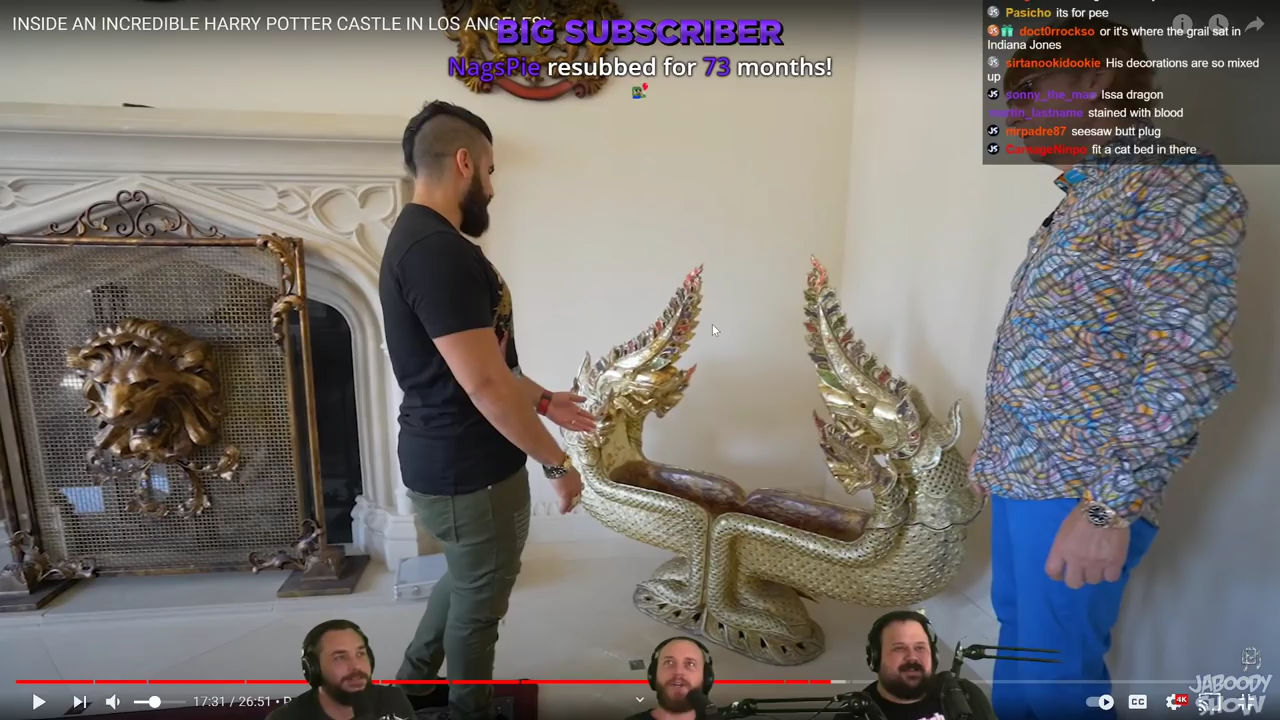 INSIDE AN INCREDIBLE HARRY POTTER CASTLE IN LOS ANGELES!
BIG SUBSCRIBER
NagsPie resubbed for 73 months!
Pasicho its for pee
doct0rrockso or it's where the grail sat in
Indiana Jones
sirtanookidookie His decorations are so mixed
up
sonny_the_man Issa dragon
stained with blood
mrpadre87 seesaw butt plug
CarnageNinpo fit a cat bed in there
17:31 / 26:51 • P
CC
4K
JABOODY
SHOW